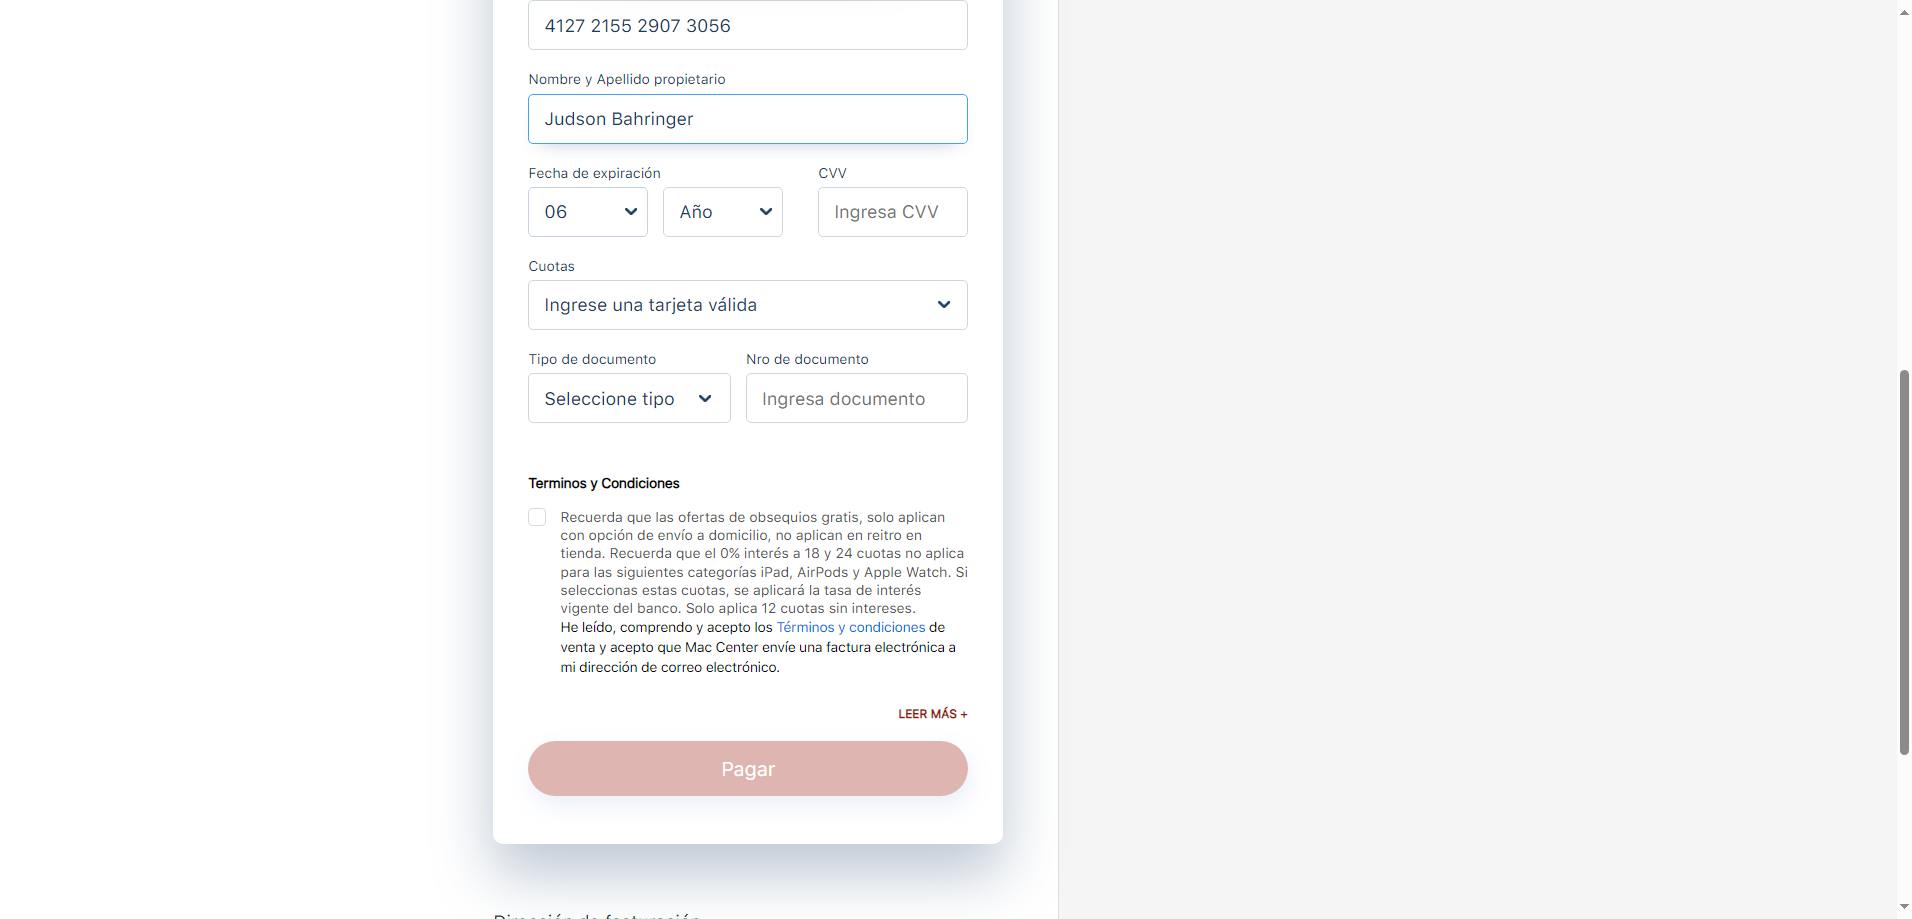 4127 2155 2907 3056
Nombre y Apellido propietario
Judson Bahringer
Fecha de expiración
CVV
06
Año
Ingresa CVV
Cuotas
Ingrese una tarjeta válida
Tipo de documento
Nro de documento
Seleccione tipo
Ingresa documento
Terminos y Condiciones
Recuerda que las ofertas de obsequios gratis, solo aplican
con opción de envío a domicilio, no aplican en reitro en
tienda. Recuerda que el 0% interés a 18 y 24 cuotas no aplica
para las siguientes categorías iPad, AirPods y Apple Watch. Si
seleccionas estas cuotas, se aplicará la tasa de interés
vigente del banco. Solo aplica 12 cuotas sin intereses.
He leído, comprendo y acepto los Términos y condiciones de
venta y acepto que Mac Center envíe una factura electrónica a
mi dirección de correo electrónico.
LEER MÁS +
Pagar
Dirección de facturación